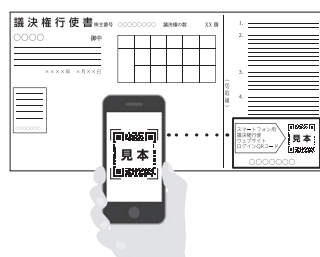 議決権行使書 株主番号 ○○○○○○○○ 議決権の数 XX 個
○○○○ 御中
××××年 ×月××日
○○○○○○○
(切取線)
1.
2.
3.
4.
見本
スマートフォン用
議決権行使
ウェブサイト
ログインQRコード
見本
○○○○○○○